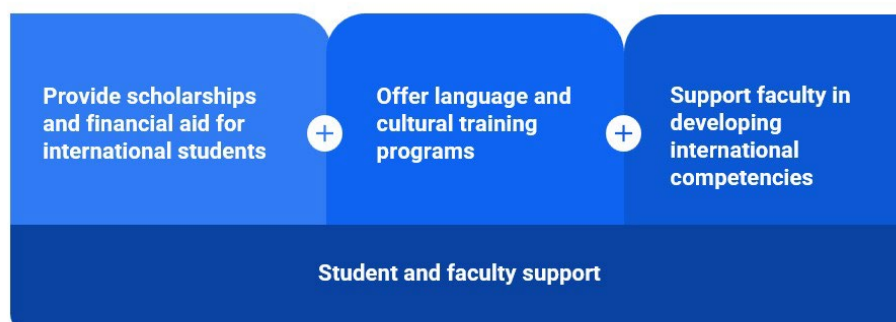 Provide scholarships
and financial aid for
international students
+
Offer language and
cultural training
programs
+
Support faculty in
developing
international
competencies
Student and faculty support